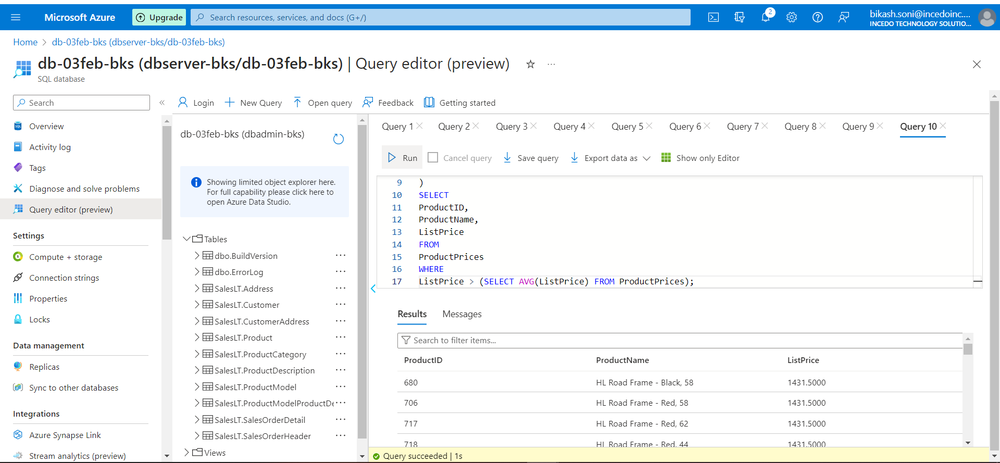 Microsoft Azure
Upgrade
Search resources, services, and docs (G+/)
2
bikash.soni@incedoinc....
INCEDO TECHNOLOGY SOLUTIO...
Home > db-03feb-bks (dbserver-bks/db-03feb-bks)
db-03feb-bks (dbserver-bks/db-03feb-bks) | Query editor (preview)
SQL database
Search
Overview
Activity log
Tags
Diagnose and solve problems
Query editor (preview)
Settings
Compute + storage
Connection strings
Properties
Locks
Data management
Replicas
Sync to other databases
Integrations
Azure Synapse Link
Stream analytics (preview)
Login
New Query
Open query
Feedback
Getting started
db-03feb-bks (dbadmin-bks)
Showing limited object explorer here.
For full capability please click here to
open Azure Data Studio.
Tables
dbo.BuildVersion
dbo.ErrorLog
SalesLT.Address
SalesLT.Customer
SalesLT.CustomerAddress
SalesLT.Product
SalesLT.ProductCategory
SalesLT.ProductDescription
SalesLT.ProductModel
SalesLT.ProductModelProductDe
SalesLT.SalesOrderDetail
SalesLT.SalesOrderHeader
Views
Query 1
Query 2
Query 3
Query 4
Query 5
Query 6
Query 7
Query 8
Query 9
Query 10
Run
Cancel query
Save query
Export data as
Show only Editor
9 )
10 SELECT
11 ProductID,
12 ProductName,
13 ListPrice
14 FROM
15 ProductPrices
16 WHERE
17 ListPrice > (SELECT AVG(ListPrice) FROM ProductPrices);
Results
Messages
Search to filter items...
ProductID ProductName ListPrice
680 HL Road Frame - Black, 58 1431.5000
706 HL Road Frame - Red, 58 1431.5000
717 HL Road Frame - Red, 62 1431.5000
718 HL Road Frame - Red, 44 1431.5000
Query succeeded | 1s